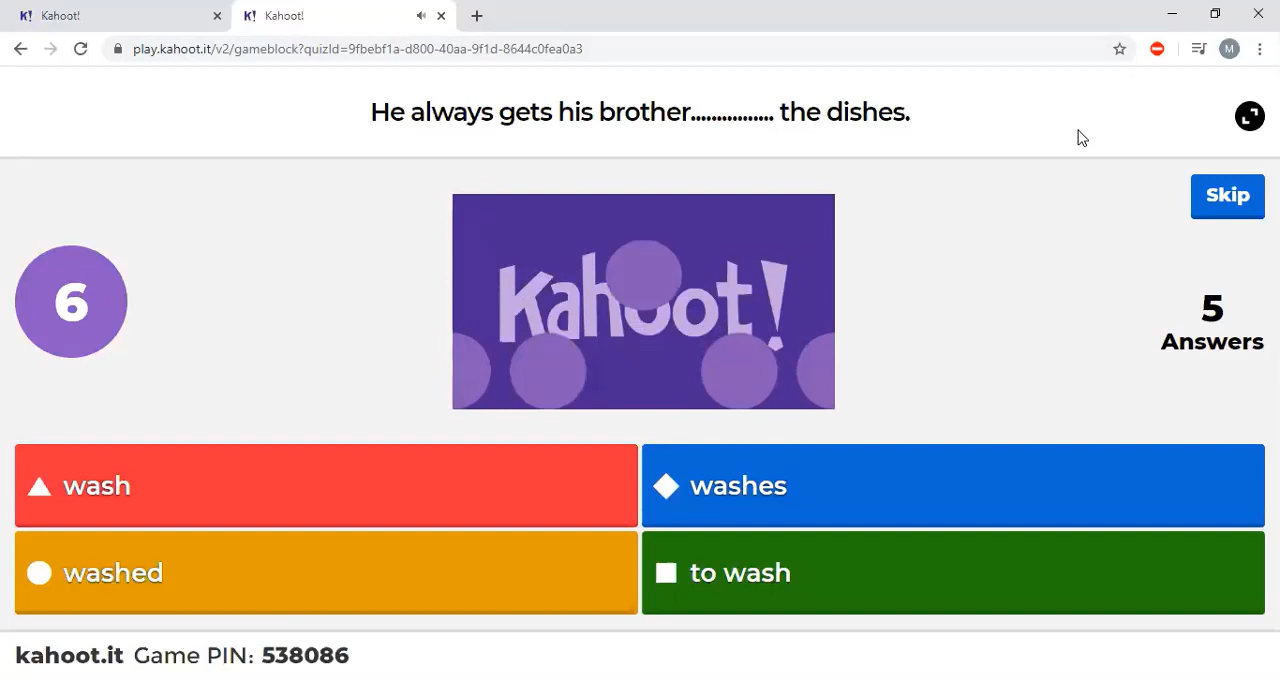 Kahoot!
Kahoot!
play.kahoot.it/v2/gameblock?quizId=9fbebf1a-d800-40aa-9f1d-8644c0fea0a3
M
He always gets his brother................ the dishes.
Skip
6
Kahoot!
5
Answers
wash
washes
washed
to wash
kahoot.it Game PIN: 538086